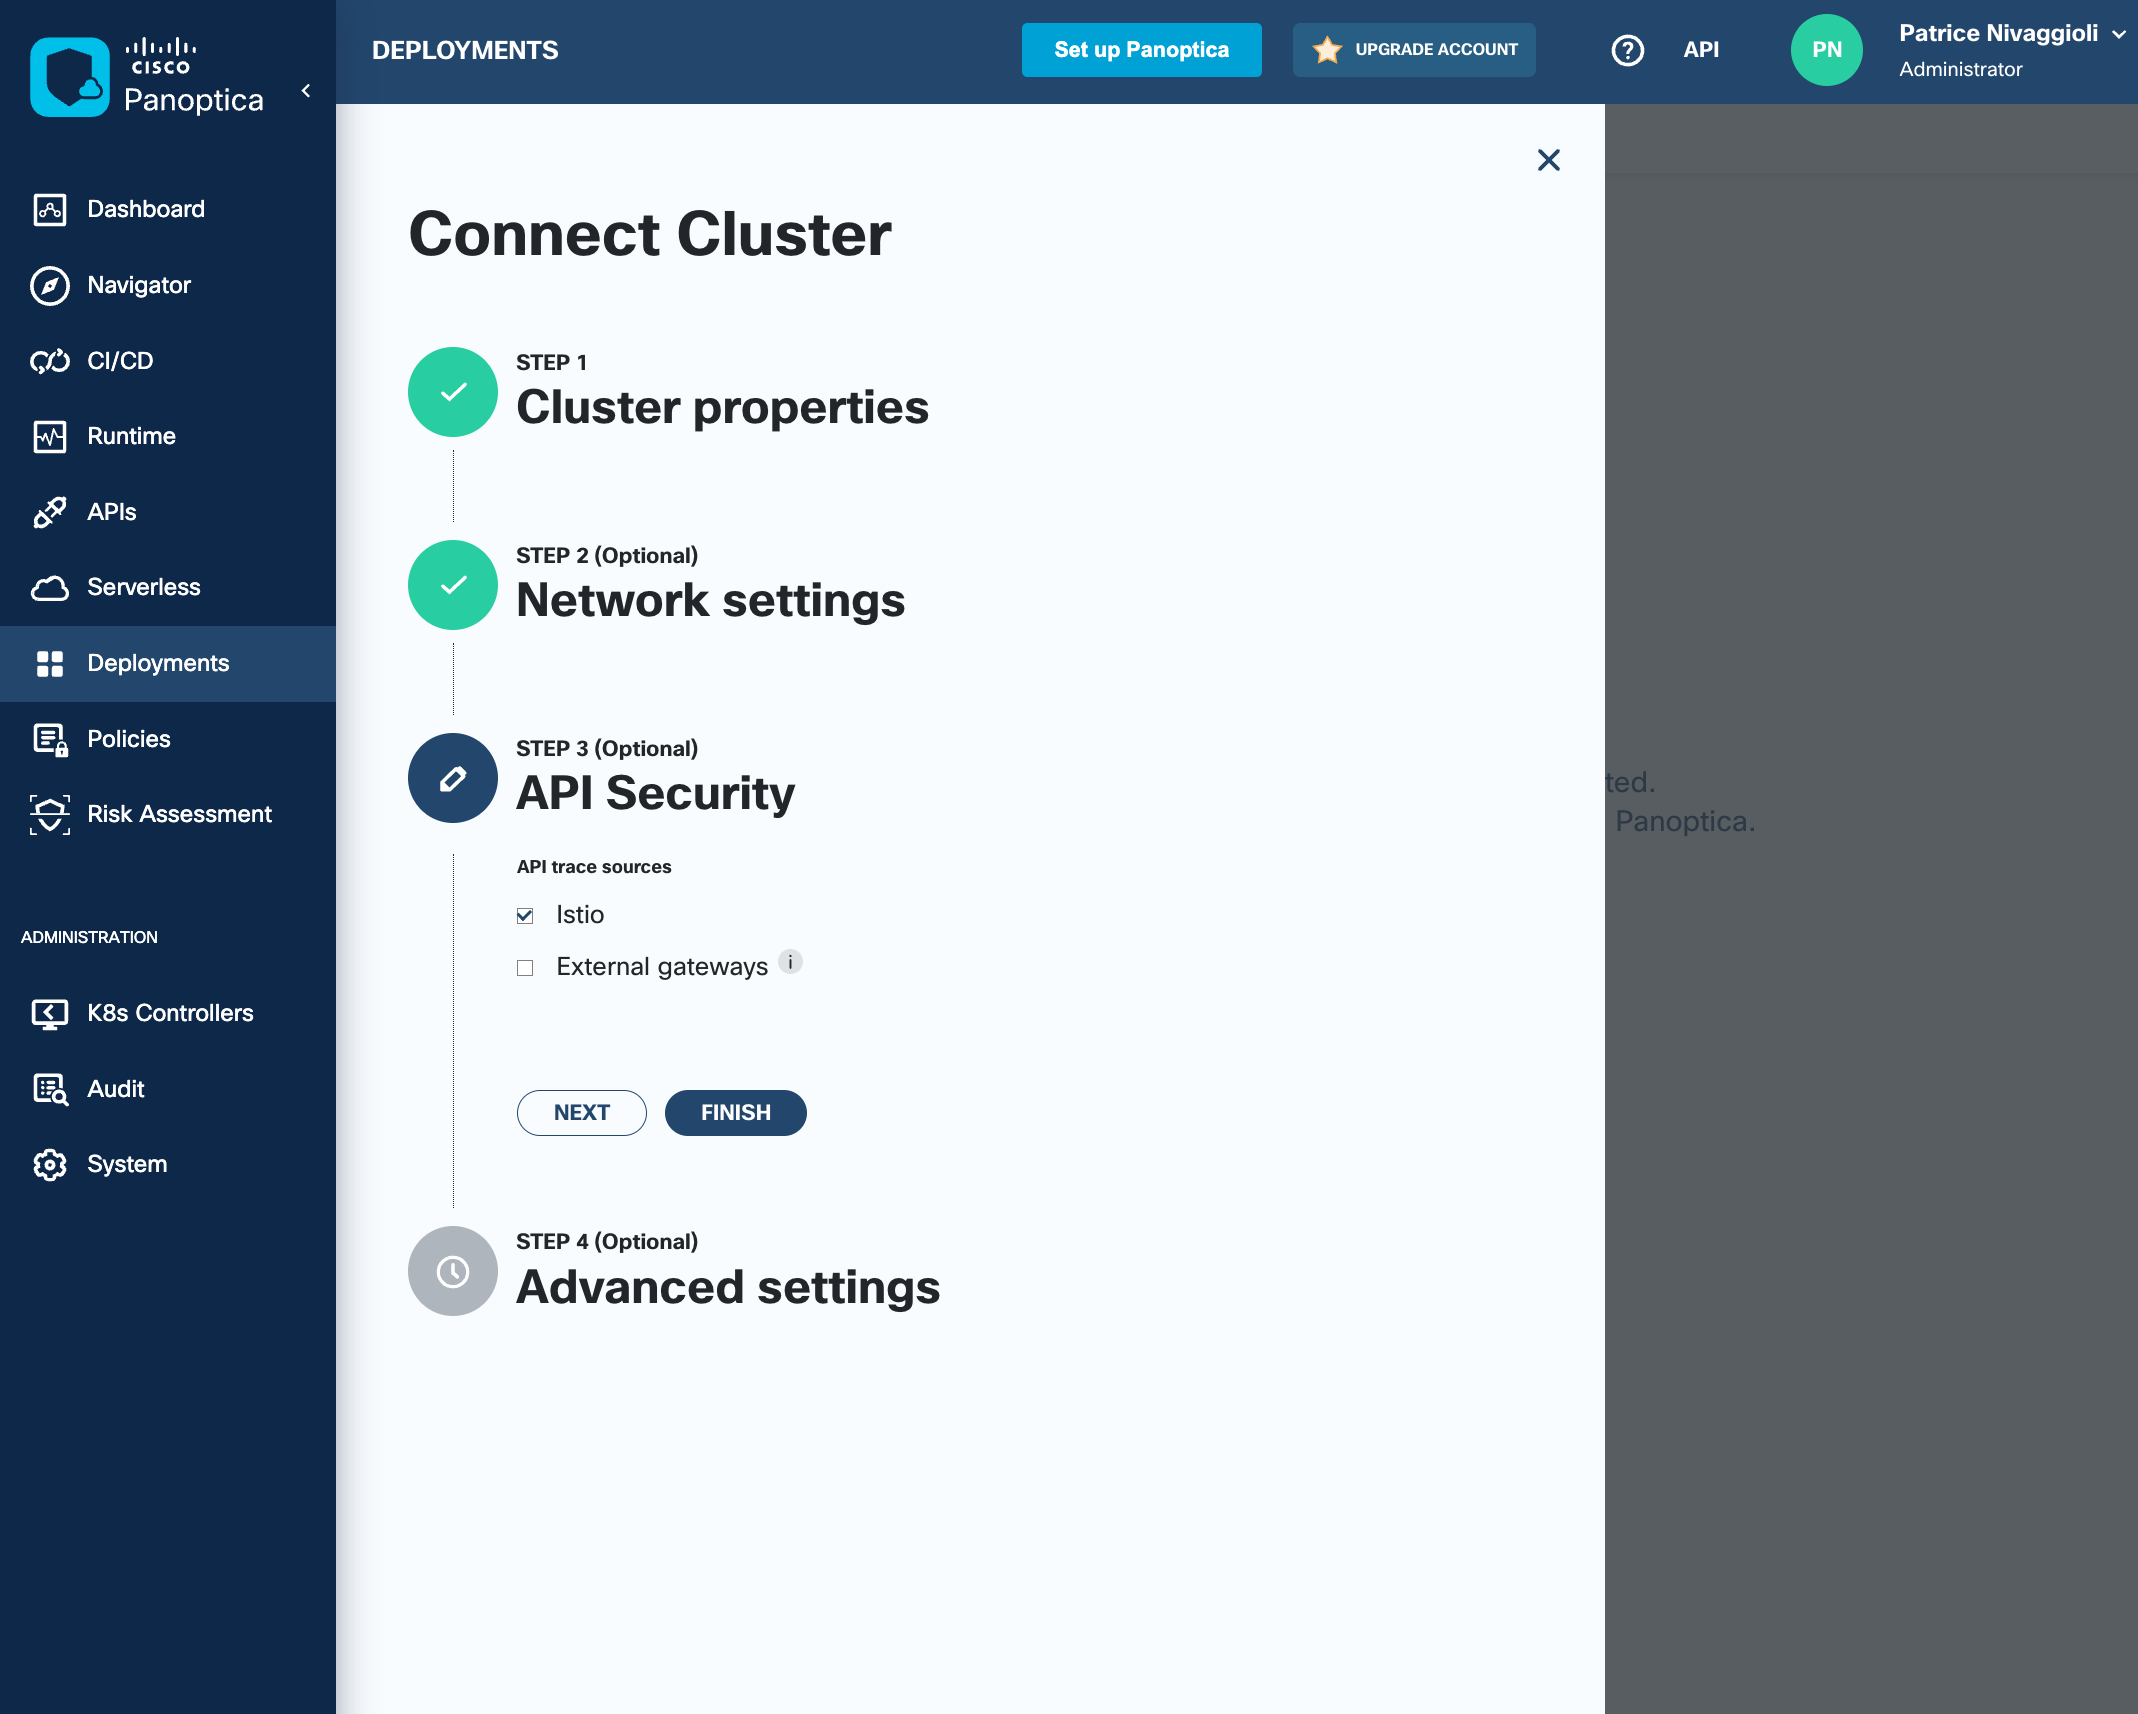 cisco
Panoptica
DEPLOYMENTS
Set up Panoptica
UPGRADE ACCOUNT
API
PN
Patrice Nivaggioli
Administrator
Dashboard
Navigator
CI/CD
Runtime
APIs
Serverless
Deployments
Policies
Risk Assessment
ADMINISTRATION
K8s Controllers
Audit
System
Connect Cluster
STEP 1
Cluster properties
STEP 2 (Optional)
Network settings
STEP 3 (Optional)
API Security
API trace sources
Istio
External gateways
NEXT
FINISH
STEP 4 (Optional)
Advanced settings
ted.
Panoptica.